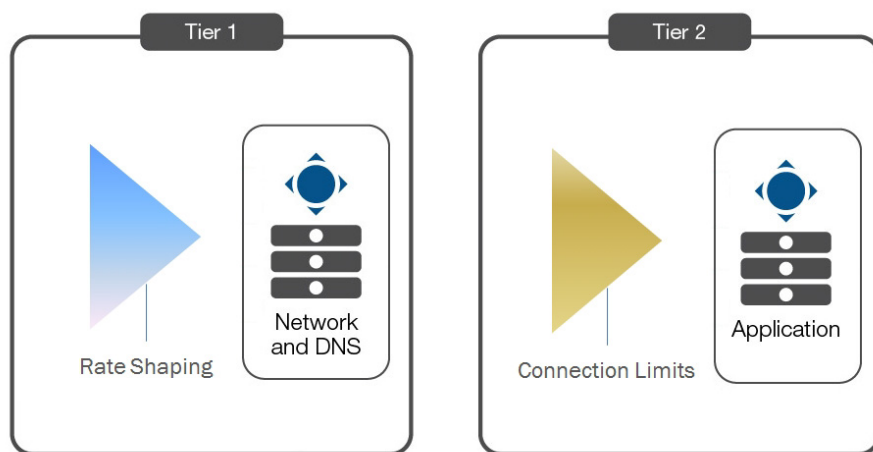 Tier 1
Network
and DNS
Rate Shaping
Tier 2
Application
Connection Limits